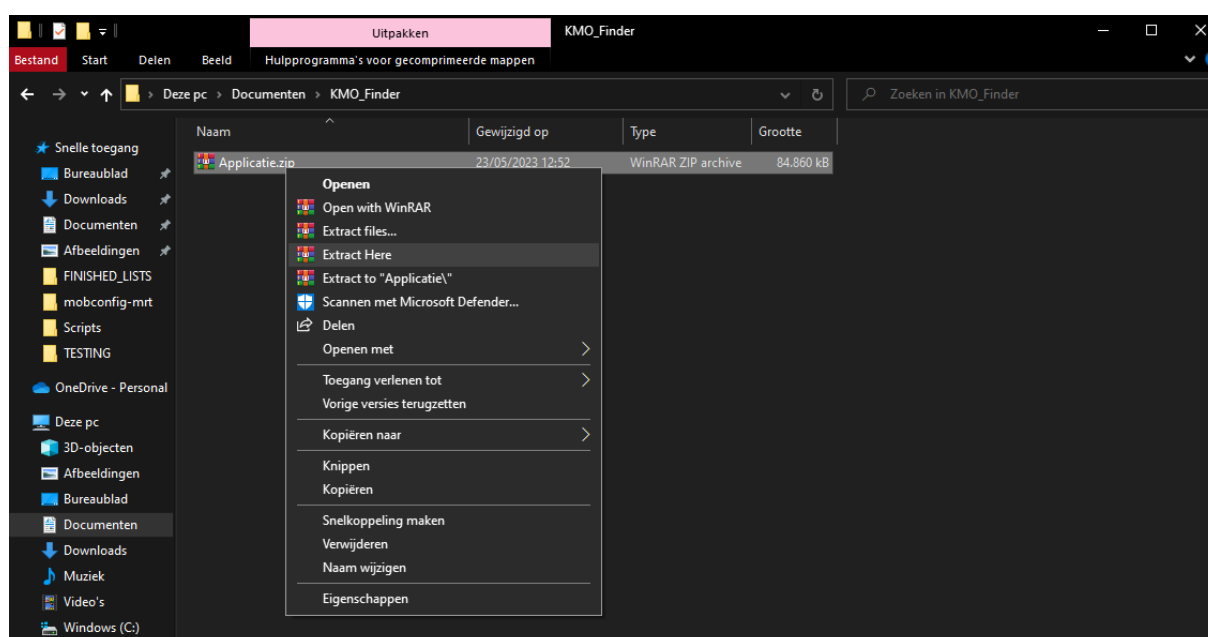 Uitpakken
KMO_Finder
Bestand Start Delen Beeld Hulpprogramma's voor gecomprimeerde mappen
Deze pc Documenten KMO_Finder
Zoeken in KMO_Finder
Naam Gewijzigd op Type Grootte
Applicatie.zip 23/05/2023 12:52 WinRAR ZIP archive 84.860 kB
Snelle toegang
Bureaublad
Downloads
Documenten
Afbeeldingen
FINISHED_LISTS
mobconfig-mrt
Scripts
TESTING
OneDrive - Personal
Deze pc
3D-objecten
Afbeeldingen
Bureaublad
Documenten
Downloads
Muziek
Video's
Windows (C:)
Openen
Open with WinRAR
Extract files...
Extract Here
Extract to "Applicatie\"
Scannen met Microsoft Defender...
Delen
Openen met
Toegang verlenen tot
Vorige versies terugzetten
Kopiëren naar
Knippen
Kopiëren
Snelkoppeling maken
Verwijderen
Naam wijzigen
Eigenschappen